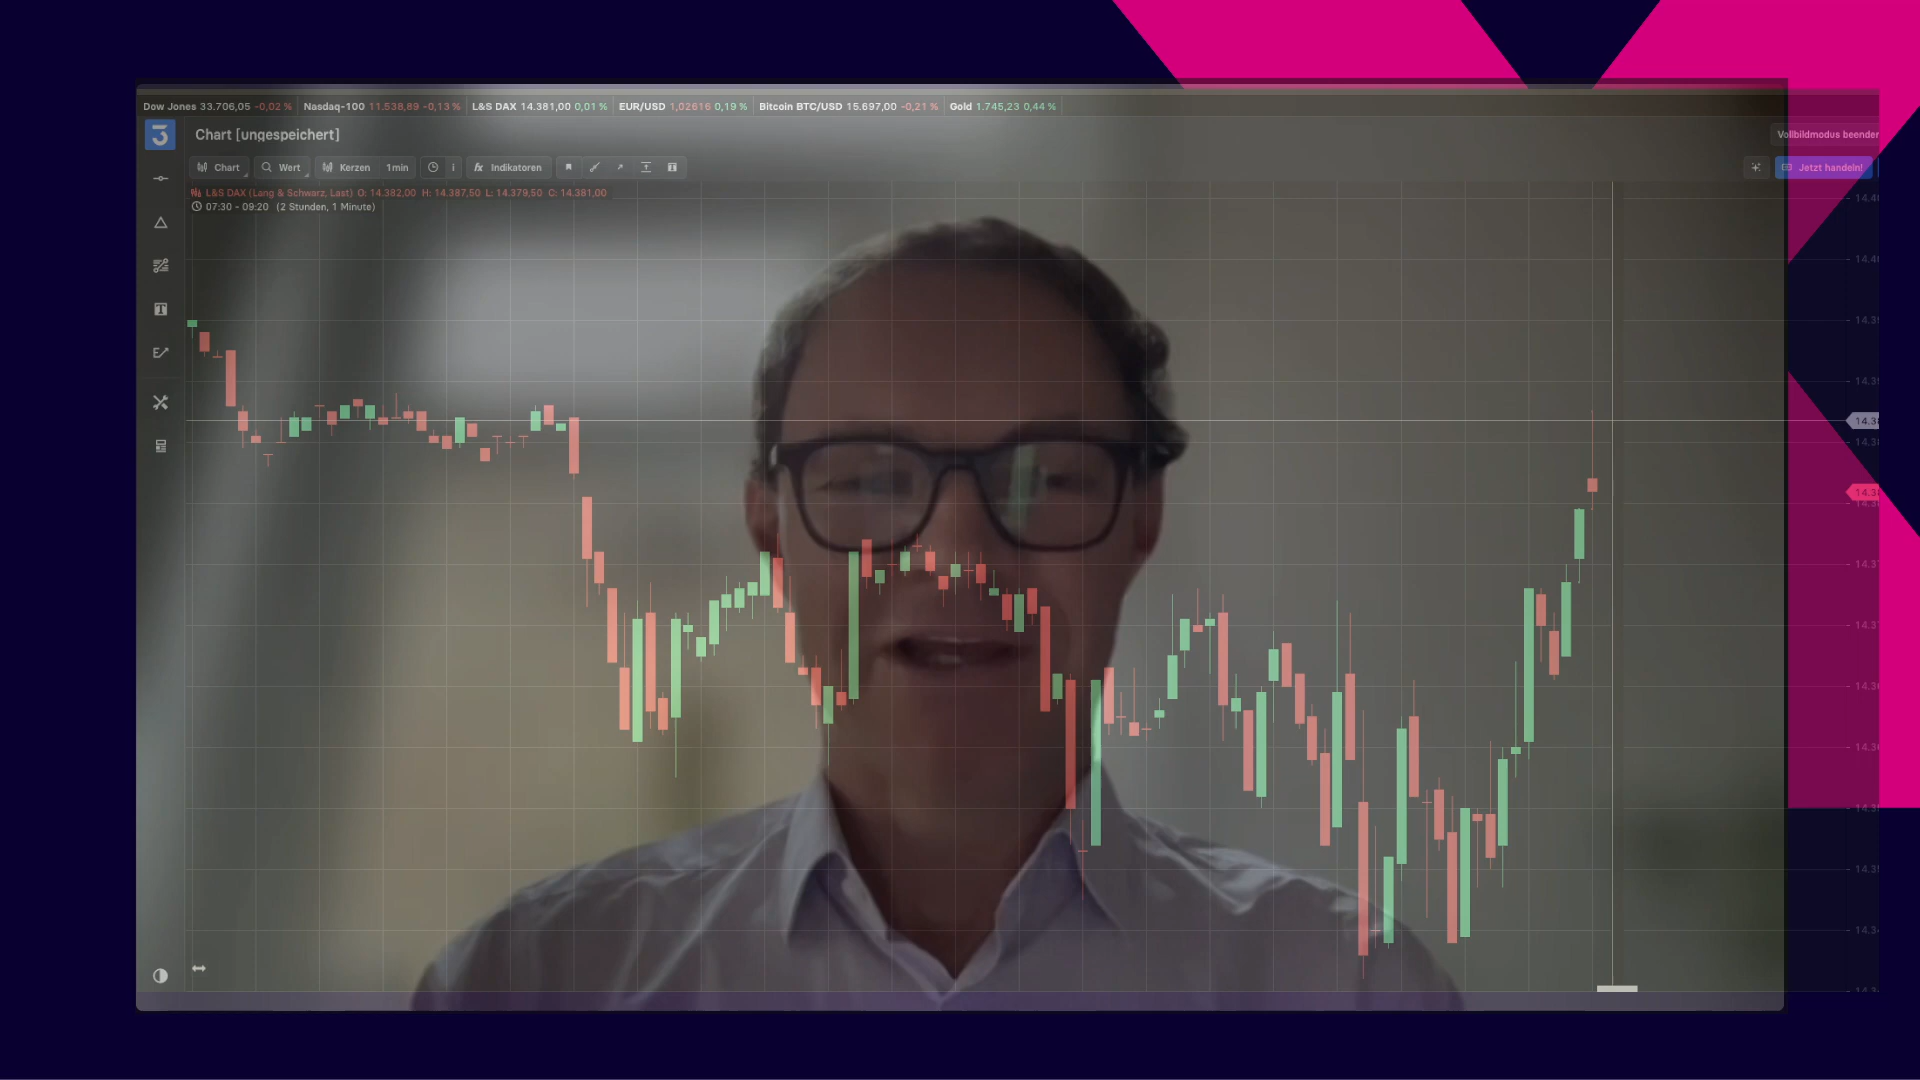 Dow Jones 33.706,05 -0,02 % Nasdaq-100 11.538,89 -0,13 % L&S DAX 14.381,00 0,01 % EUR/USD 1,02616 0,19 % Bitcoin BTC/USD 15.697,00 -0,21 % Gold 1.745,23 0,44 %
Chart [ungespeichert]
Vollbildmodus beenden
Chart Wert Kerzen 1min i fx Indikatoren
Jetzt handeln!
L&S DAX (Lang & Schwarz, Last) O: 14.382,00 H: 14.387,50 L: 14.379,50 C: 14.381,00
07:30 - 09:20 (2 Stunden, 1 Minute)